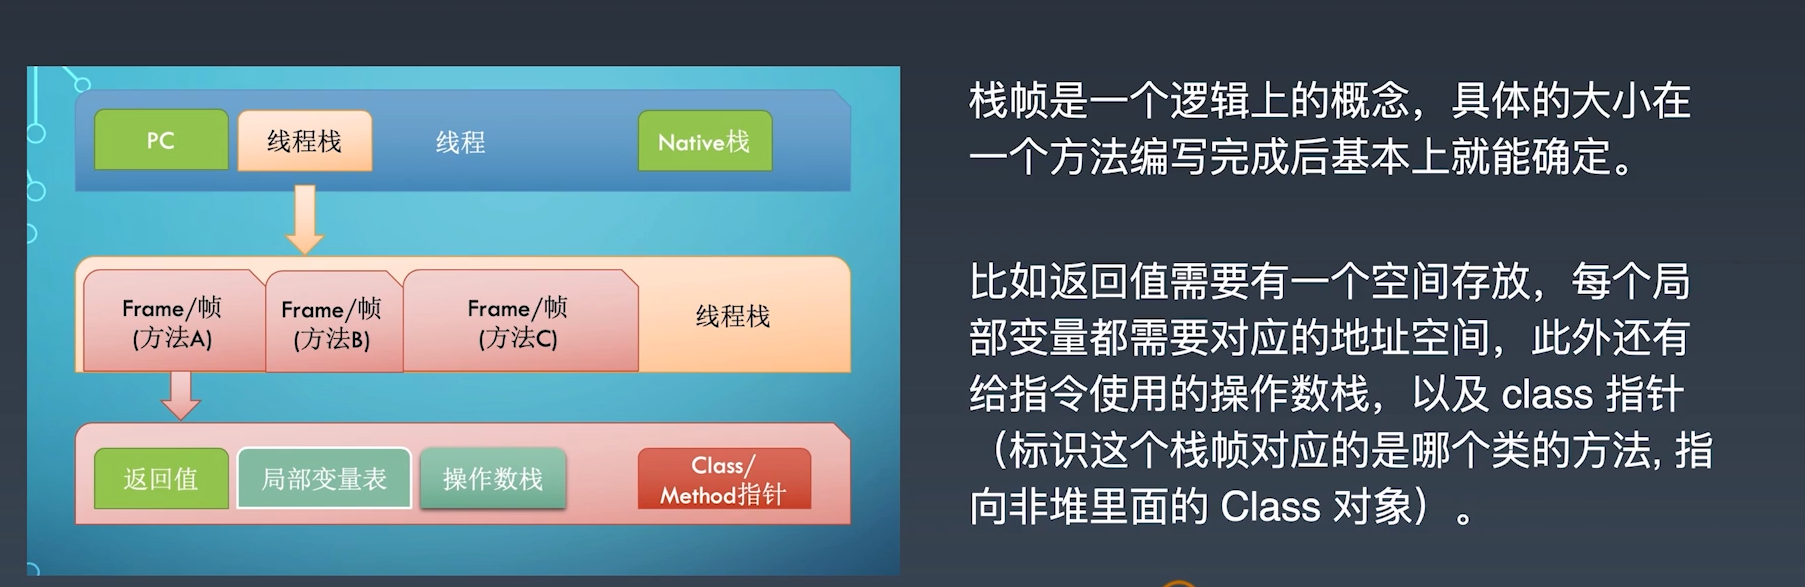 PC
线程栈
线程
Native栈
Frame/帧
(方法A)
Frame/帧
(方法B)
Frame/帧
(方法C)
线程栈
返回值
局部变量表
操作数栈
Class/
Method指针
栈帧是一个逻辑上的概念，具体的大小在
一个方法编写完成后基本上就能确定。
比如返回值需要有一个空间存放，每个局
部变量都需要对应的地址空间，此外还有
给指令使用的操作数栈，以及 class 指针
（标识这个栈帧对应的是哪个类的方法, 指
向非堆里面的 Class 对象）。